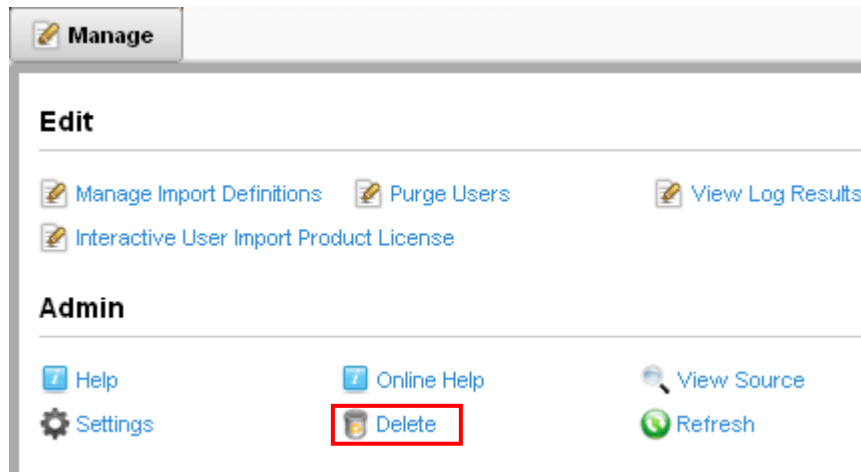 Manage
Edit
Manage Import Definitions Purge Users View Log Results
Interactive User Import Product License
Admin
Help Online Help View Source
Settings Delete Refresh